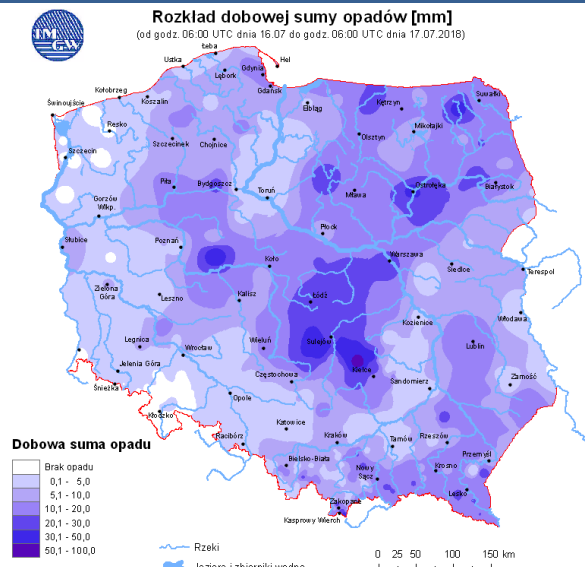 Rozkład dobowej sumy opadów [mm]
(od godz. 06:00 UTC dnia 16.07 do godz. 06:00 UTC dnia 17.07.2018)
IM
GW
Łeba
Ustka
Hel
Gdynia
Lębork
Gdańsk
Kołobrzeg
Koszalin
Świnoujście
Elbląg
Kętrzyn
Suwałki
Resko
Mikołajki
Olsztyn
Szczecinek
Chojnice
Szczecin
Piła
Bydgoszcz
Toruń
Mława
Ostrołęka
Białystok
Gorzów
Wlkp.
Płock
Słubice
Poznań
Koło
Warszawa
Siedlce
Terespol
Zielona
Góra
Leszno
Kalisz
Łódź
Kozienice
Włodawa
Legnica
Wrocław
Wieluń
Sulejów
Lublin
Jelenia Góra
Kielce
Śnieżka
Częstochowa
Sandomierz
Zamość
Opole
Kłodzko
Katowice
Racibórz
Kraków
Tarnów
Rzeszów
Bielsko-Biała
Przemyśl
Nowy
Sącz
Krosno
Lesko
Zakopane
Kasprowy Wierch
Dobowa suma opadu
Brak opadu
0,1 - 5,0
5,1 - 10,0
10,1 - 20,0
20,1 - 30,0
30,1 - 50,0
50,1 - 100,0
Rzeki
0 25 50 100 150 km